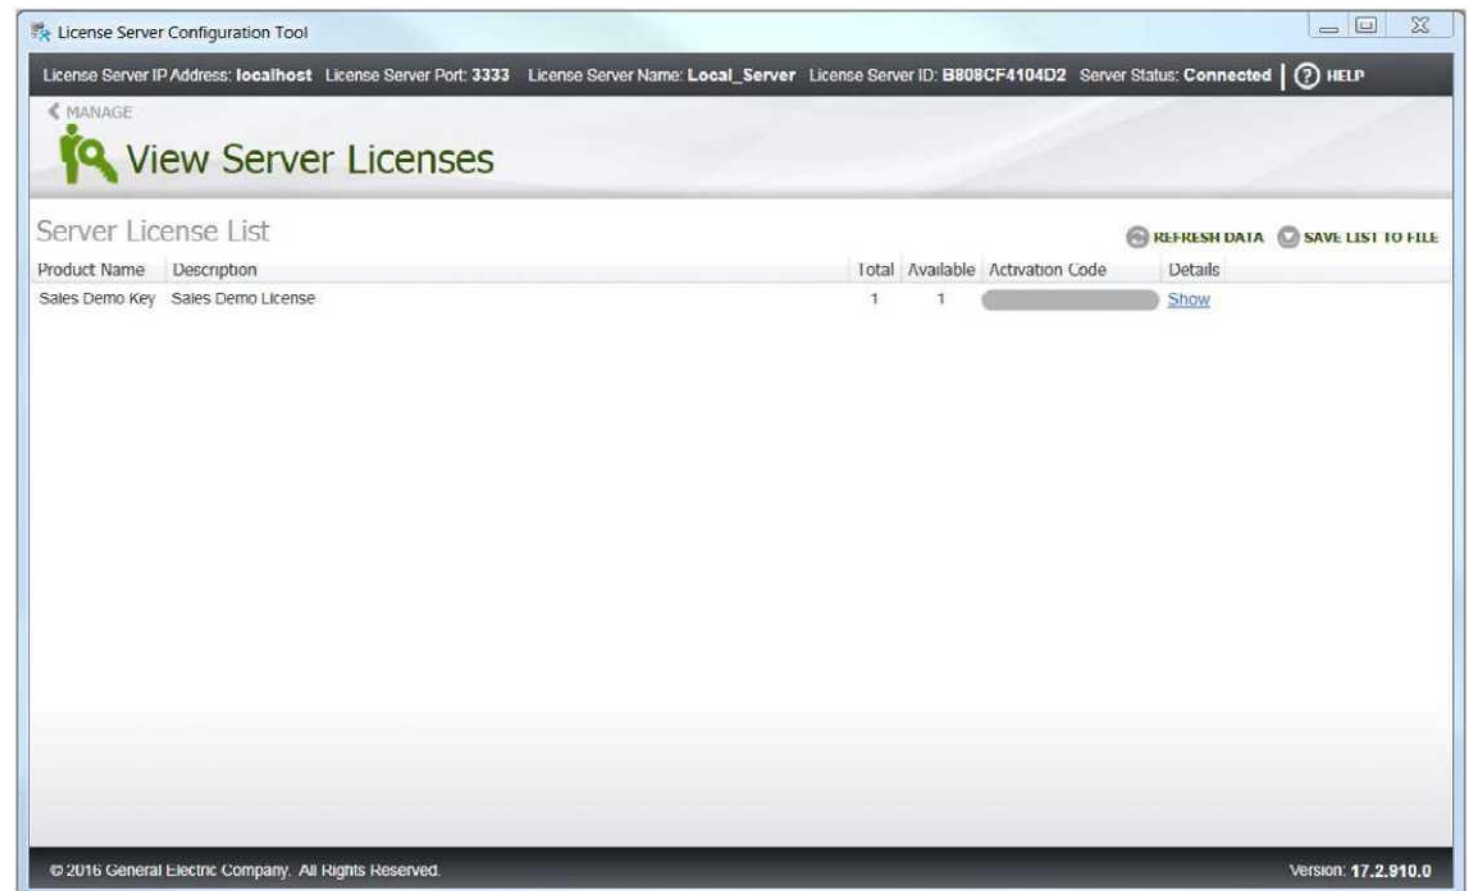 License Server Configuration Tool
License Server IP Address: localhost License Server Port: 3333 License Server Name: Local_Server License Server ID: B808CF4104D2 Server Status: Connected | ? HELP
MANAGE
View Server Licenses
Server License List
REFRESH DATA SAVE LIST TO FILE
Product Name Description Total Available Activation Code Details
Sales Demo Key Sales Demo License 1 1 Show
© 2016 General Electric Company. All Rights Reserved. Version: 17.2.910.0